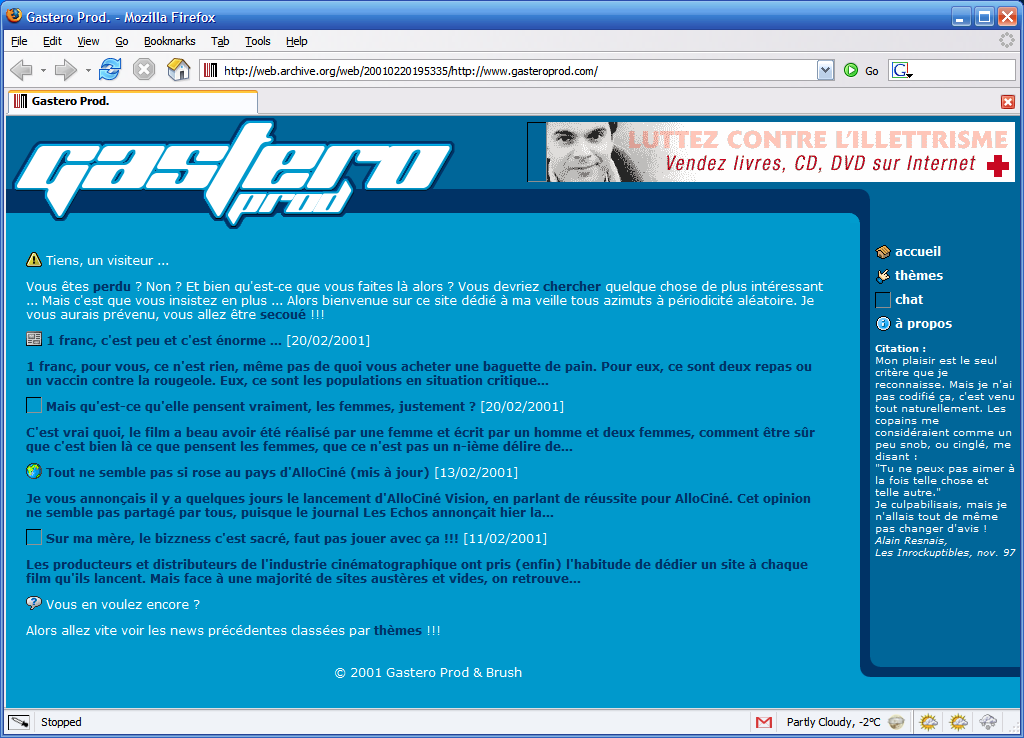 Gastero Prod. - Mozilla Firefox
File Edit View Go Bookmarks Tab Tools Help
http://web.archive.org/web/20010220195335/http://www.gasteroprod.com/
Go
G
Gastero Prod.
gastero
prod
LUTTEZ CONTRE L'ILLETTRISME
Vendez livres, CD, DVD sur Internet
Tiens, un visiteur ...
Vous êtes perdu ? Non ? Et bien qu'est-ce que vous faites là alors ? Vous devriez chercher quelque chose de plus intéressant
... Mais c'est que vous insistez en plus ... Alors bienvenue sur ce site dédié à ma veille tous azimuts à périodicité aléatoire. Je
vous aurais prévenu, vous allez être secoué !!!
1 franc, c'est peu et c'est énorme ... [20/02/2001]
1 franc, pour vous, ce n'est rien, même pas de quoi vous acheter une baguette de pain. Pour eux, ce sont deux repas ou
un vaccin contre la rougeole. Eux, ce sont les populations en situation critique...
Mais qu'est-ce qu'elle pensent vraiment, les femmes, justement ? [20/02/2001]
C'est vrai quoi, le film a beau avoir été réalisé par une femme et écrit par un homme et deux femmes, comment être sûr
que c'est bien là ce que pensent les femmes, que ce n'est pas un n-ième délire de...
Tout ne semble pas si rose au pays d'AlloCiné (mis à jour) [13/02/2001]
Je vous annonçais il y a quelques jours le lancement d'AlloCiné Vision, en parlant de réussite pour AlloCiné. Cet opinion
ne semble pas partagé par tous, puisque le journal Les Echos annonçait hier la...
Sur ma mère, le bizzness c'est sacré, faut pas jouer avec ça !!! [11/02/2001]
Les producteurs et distributeurs de l'industrie cinématographique ont pris (enfin) l'habitude de dédier un site à chaque
film qu'ils lancent. Mais face à une majorité de sites austères et vides, on retrouve...
Vous en voulez encore ?
Alors allez vite voir les news précédentes classées par thèmes !!!
© 2001 Gastero Prod & Brush
accueil
thèmes
chat
à propos
Citation :
Mon plaisir est le seul
critère que je
reconnaisse. Mais je n'ai
pas codifié ça, c'est venu
tout naturellement. Les
copains me
considéraient comme un
peu snob, ou cinglé, me
disant :
"Tu ne peux pas aimer à
la fois telle chose et
telle autre."
Je culpabilisais, mais je
n'allais tout de même
pas changer d'avis !
Alain Resnais,
Les Inrockuptibles, nov. 97
Stopped
Partly Cloudy, -2°C